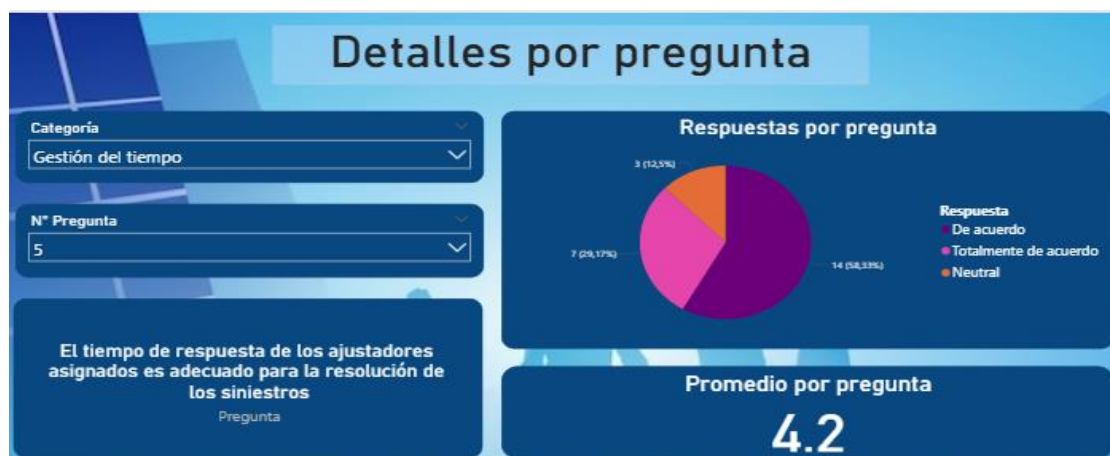 Detalles por pregunta
Categoría
Gestión del tiempo
N° Pregunta
5
El tiempo de respuesta de los ajustadores
asignados es adecuado para la resolución de
los siniestros
Pregunta
Respuestas por pregunta
3 (12,5%)
7 (29,17%)
14 (58,33%)
Respuesta
De acuerdo
Totalmente de acuerdo
Neutral
Promedio por pregunta
4.2